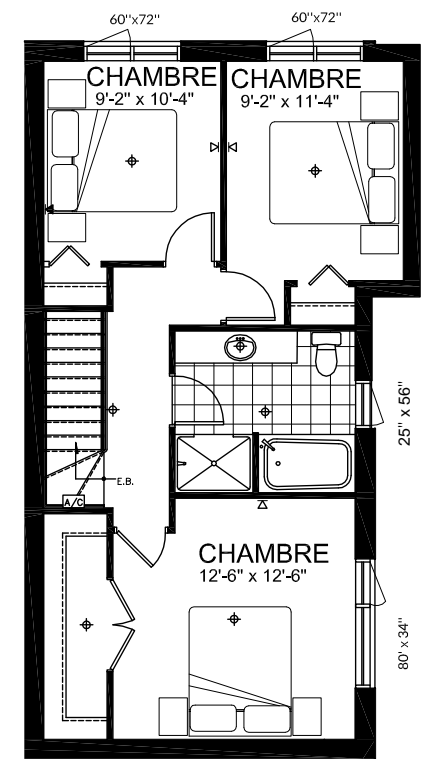 60"x72"
60"x72"
CHAMBRE
9'-2" x 10'-4"
CHAMBRE
9'-2" x 11'-4"
25" x 56"
E.B.
A/C
CHAMBRE
12'-6" x 12'-6"
80' x 34"